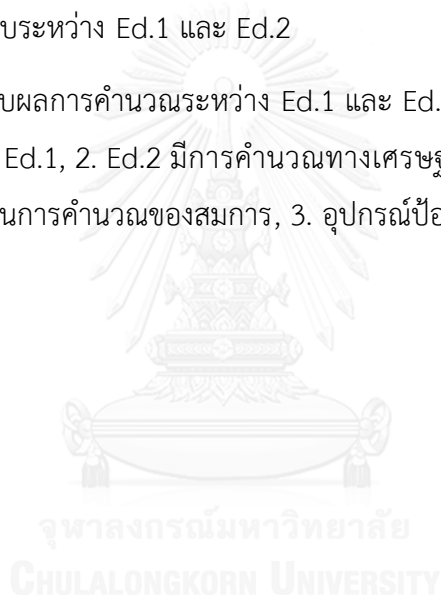 บระหว่าง Ed.1 และ Ed.2
บผลการคำนวณระหว่าง Ed.1 และ Ed.
Ed.1, 2. Ed.2 มีการคำนวณทางเศรษฐ
นการคำนวณของสมการ, 3. อุปกรณ์ป้อ
จุฬาลงกรณ์มหาวิทยาลัย
CHULALONGKORN UNIVERSITY